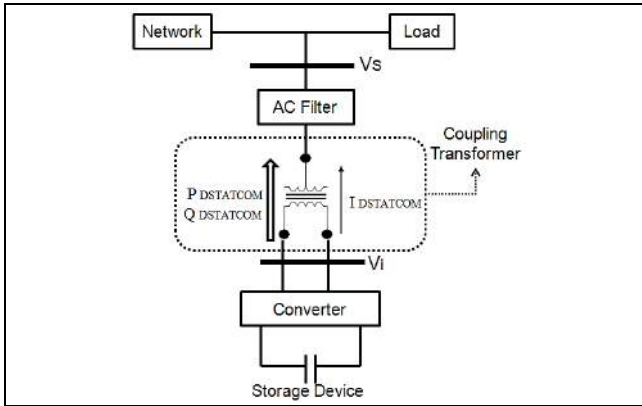 Network
Load
Vs
AC Filter
Coupling
Transformer
P DSTATCOM
Q DSTATCOM
I DSTATCOM
Vi
Converter
Storage Device